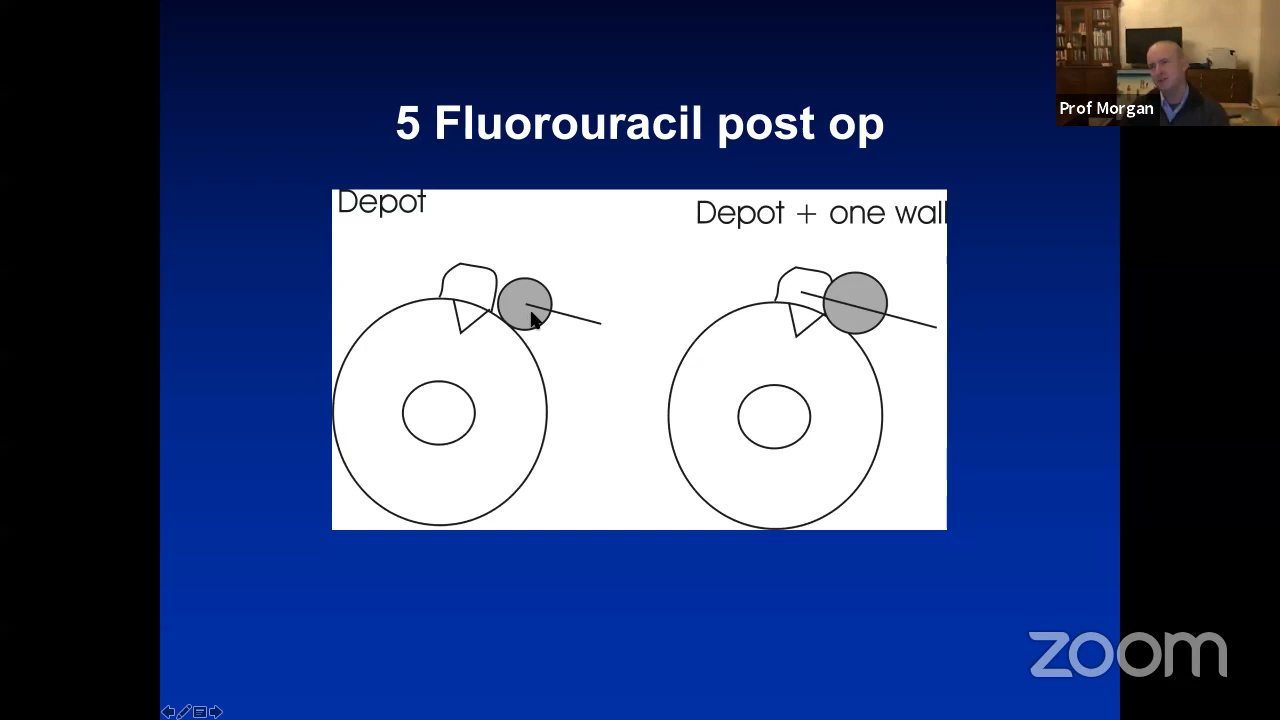 Prof Morgan
5 Fluorouracil post op
Depot
Depot + one wall
zoom